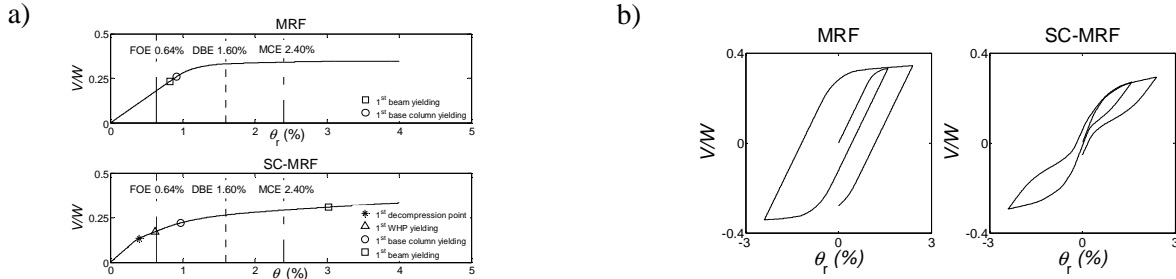 a)
MRF
0.5
0.25
0
V/W
FOE 0.64% DBE 1.60% MCE 2.40%
1st beam yielding
1st base column yielding
0 1 2 3 4 5
θr (%)
SC-MRF
0.5
0.25
0
V/W
FOE 0.64% DBE 1.60% MCE 2.40%
1st decompression point
1st WHP yielding
1st base column yielding
1st beam yielding
0 1 2 3 4 5
θ (%)
b)
MRF
0.4
0
-0.4
V/W
-3 0 3
θr (%)
SC-MRF
0.4
0
-0.4
V/W
-3 0 3
θr (%)